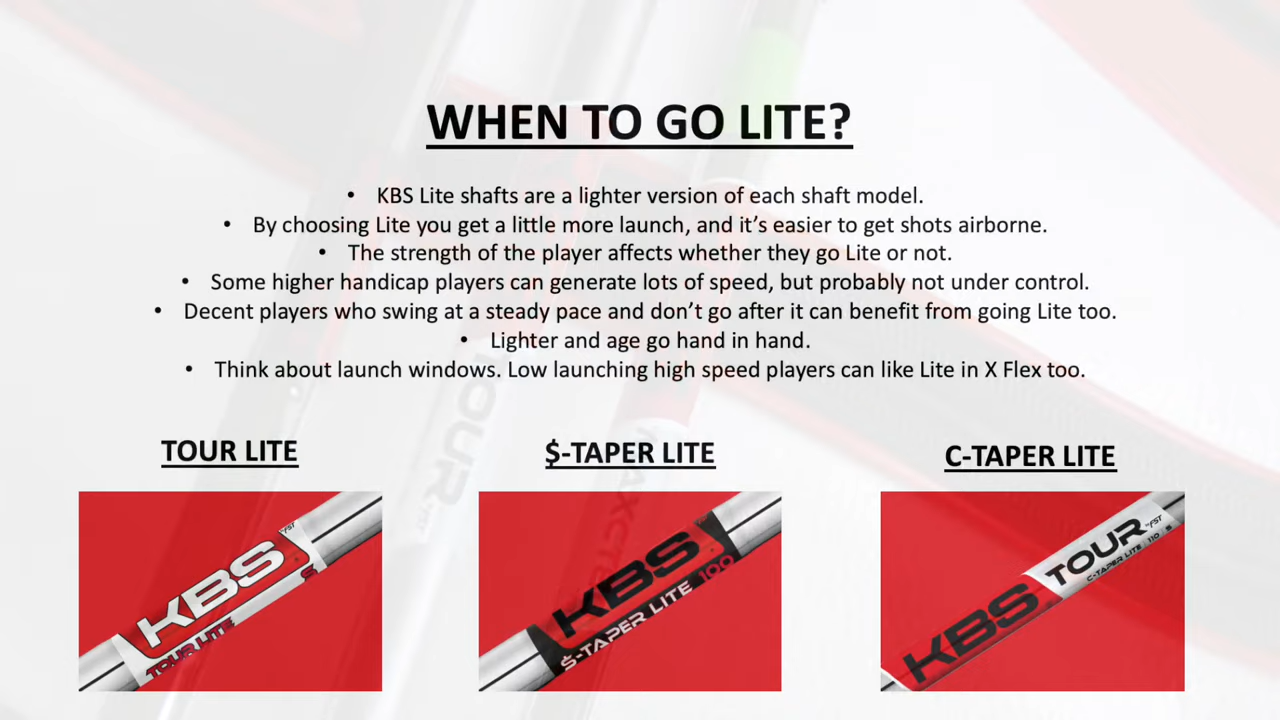 WHEN TO GO LITE?
• KBS Lite shafts are a lighter version of each shaft model.
• By choosing Lite you get a little more launch, and it’s easier to get shots airborne.
• The strength of the player affects whether they go Lite or not.
• Some higher handicap players can generate lots of speed, but probably not under control.
• Decent players who swing at a steady pace and don’t go after it can benefit from going Lite too.
• Lighter and age go hand in hand.
• Think about launch windows. Low launching high speed players can like Lite in X Flex too.
TOUR LITE
$-TAPER LITE
C-TAPER LITE
KBS
TOUR LITE
S
FST
KBS
$-TAPER LITE 100
KBS
TOUR
FST
C-TAPER LITE 110 S
TOUR